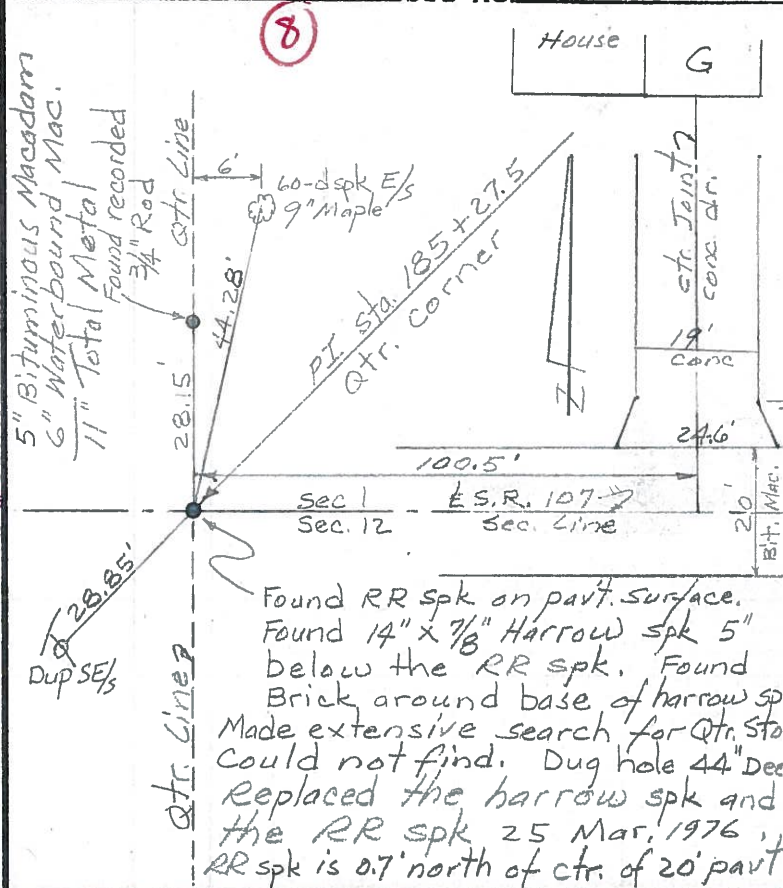 8
House
G
5" Bituminous Macadam
6" Waterbound Mac.
11" Total Metal
Found recorded
3/4" Rod
Qtr. Line
6'
60-d spk E/s
9" Maple
44.28'
28.15'
P.I. Sta. 185+27.5
Qtr. Corner
ctr. Joint
conc dr.
19'
conc
24.6'
100.5'
Sec 1
Sec. 12
S.R. 107
Sec. Line
20'
Bit. Mac.
28.85'
Dup SE/s
Qtr. Line
Found RR spk on pav't. surface.
Found 14" x 7/8" Harrow spk 5"
below the RR spk. Found
Brick around base of harrow sp
Made extensive search for Qtr. Sto
Could not find. Dug hole 44" Dee
Replaced the harrow spk and
the RR spk 25 Mar, 1976.
RR spk is 0.7' north of ctr. of 20' pavt